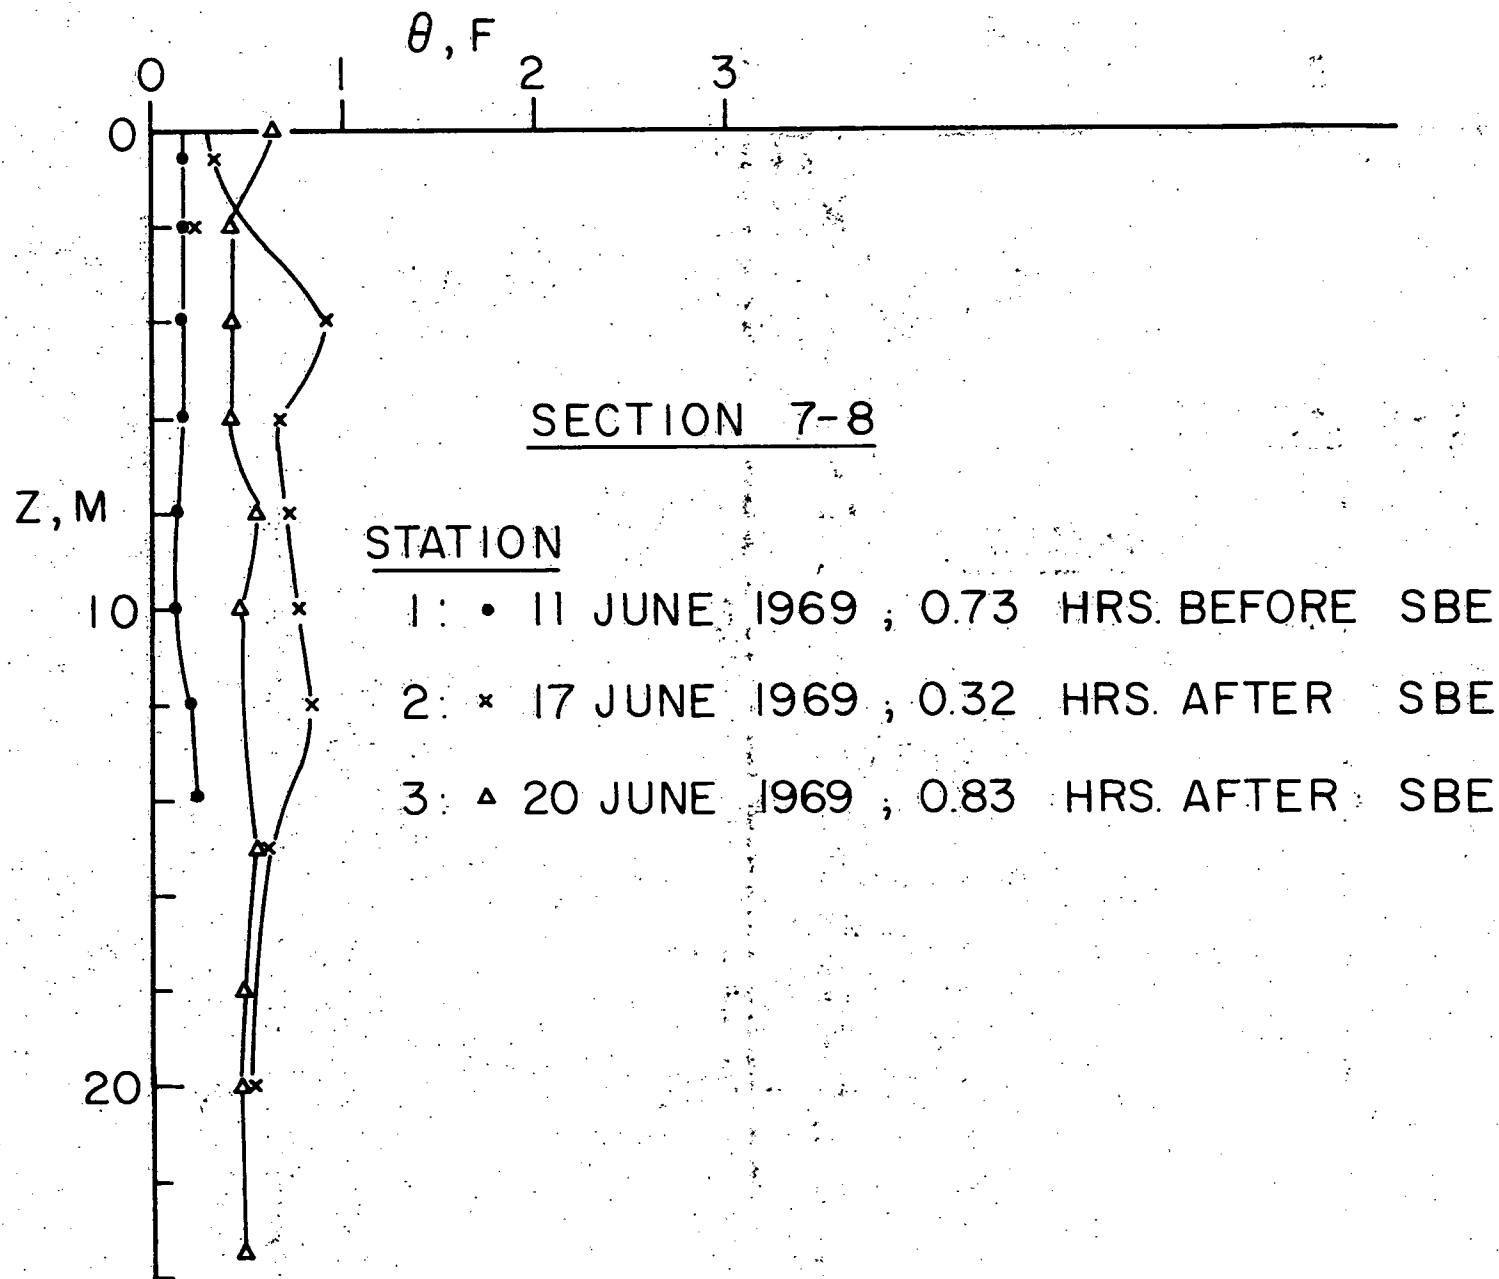 θ, F
0 1 2 3
0
SECTION 7-8
Z, M
STATION
10
1: • 11 JUNE 1969 ; 0.73 HRS. BEFORE SBE
2: × 17 JUNE 1969 ; 0.32 HRS. AFTER SBE
3: Δ 20 JUNE 1969 ; 0.83 HRS. AFTER SBE
20